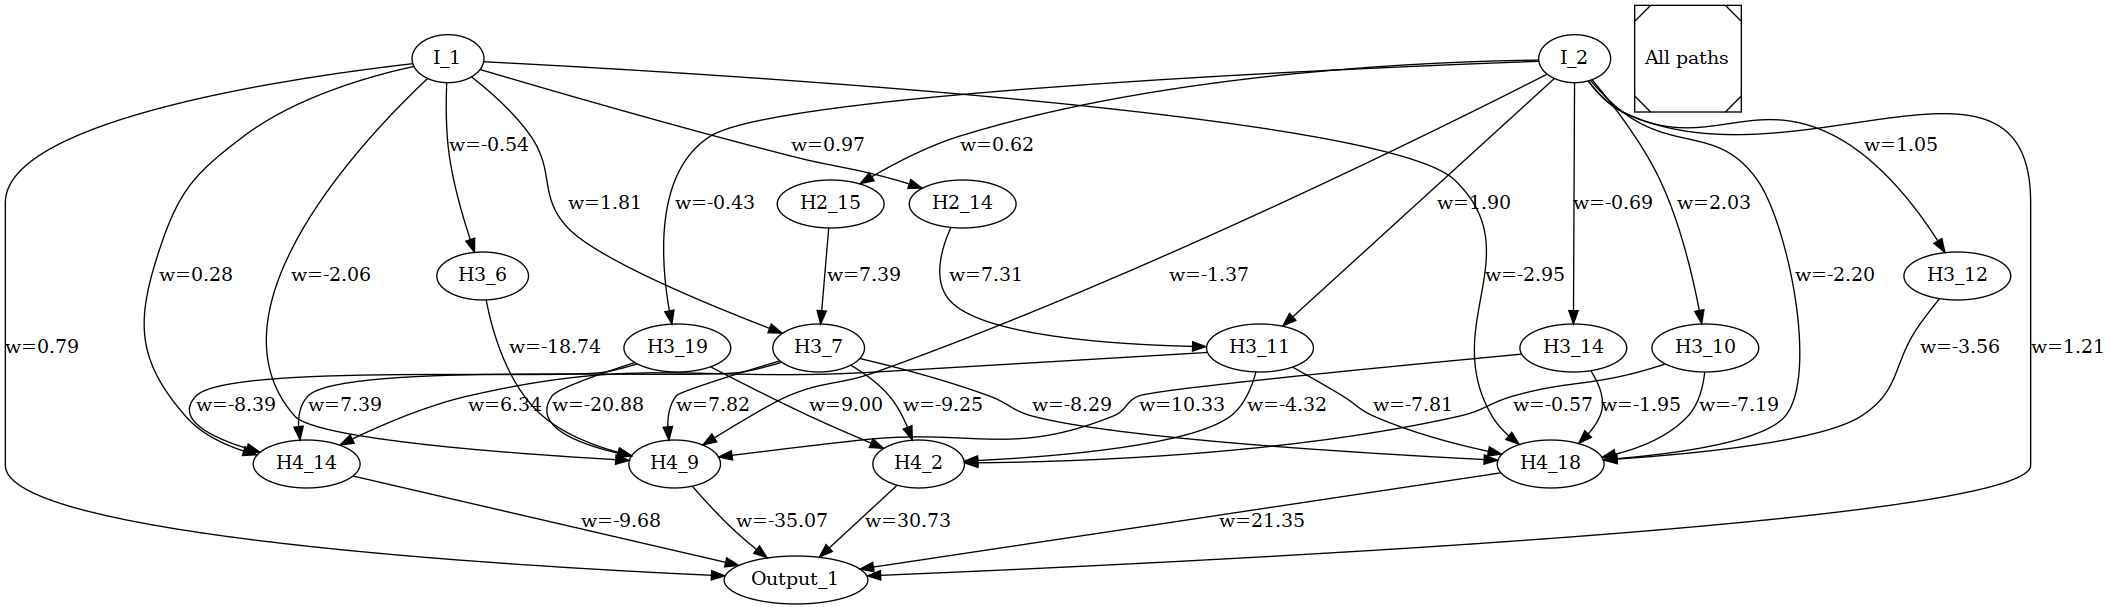 I_1
I_2
All paths
w=-0.54
w=0.97
w=0.62
w=1.05
w=1.81
w=-0.43
H2_15
H2_14
w=1.90
w=-0.69
w=2.03
w=0.28
w=-2.06
H3_6
w=7.39
w=7.31
w=-1.37
w=-2.95
w=-2.20
H3_12
w=0.79
w=-18.74
H3_19
H3_7
H3_11
H3_14
H3_10
w=-3.56
w=1.21
w=-8.39
w=7.39
w=6.34
w=-20.88
w=7.82
w=9.00
w=-9.25
w=-8.29
w=10.33
w=-4.32
w=-7.81
w=-0.57
w=-1.95
w=-7.19
H4_14
H4_9
H4_2
H4_18
w=-9.68
w=-35.07
w=30.73
w=21.35
Output_1